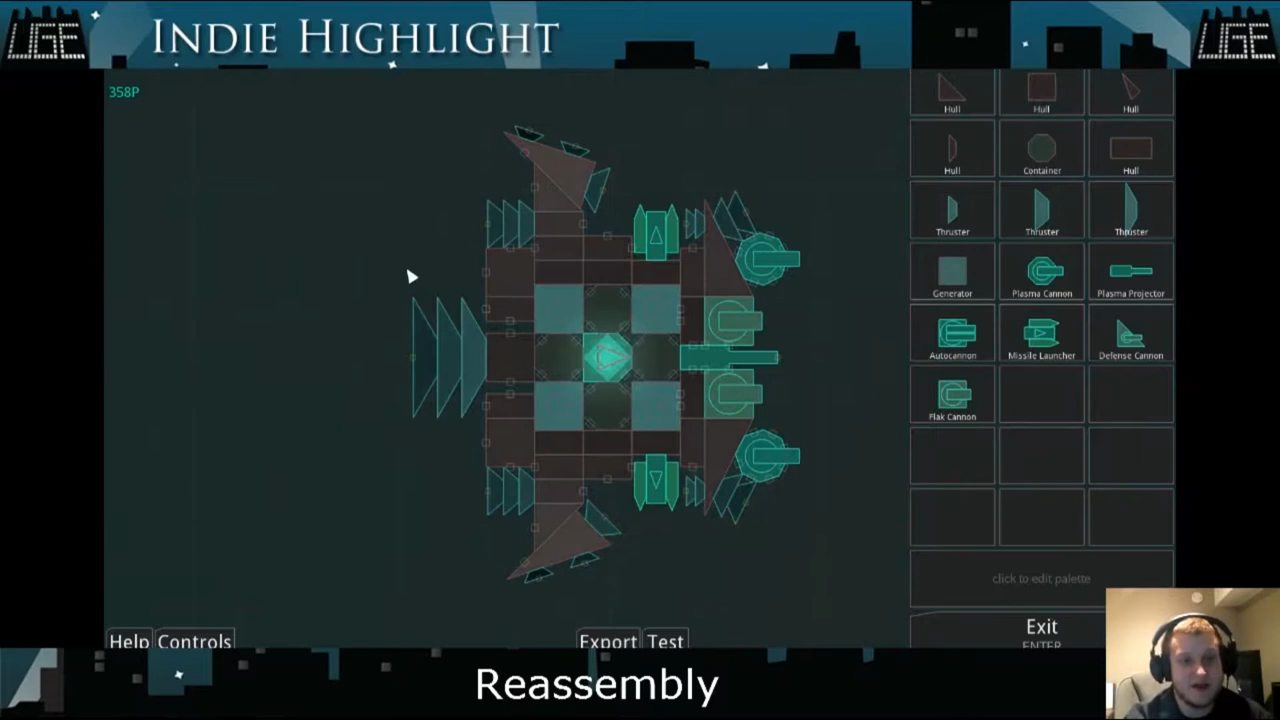 UGE
INDIE HIGHLIGHT
UGE
358P
Hull
Hull
Hull
Hull
Container
Hull
Thruster
Thruster
Thruster
Generator
Plasma Cannon
Plasma Projector
Autocannon
Missile Launcher
Defense Cannon
Flak Cannon
click to edit palette
Exit
ENTER
Help
Controls
Export
Test
Reassembly